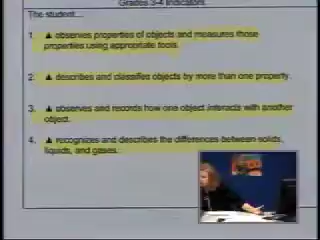 Grades 3-4 Indicators
The student...
1. ▲ observes properties of objects and measures those
properties using appropriate tools.
2. ▲ describes and classifies objects by more than one property.
3. ▲ observes and records how one object interacts with another
object.
4. ▲ recognizes and describes the differences between solids,
liquids, and gases.